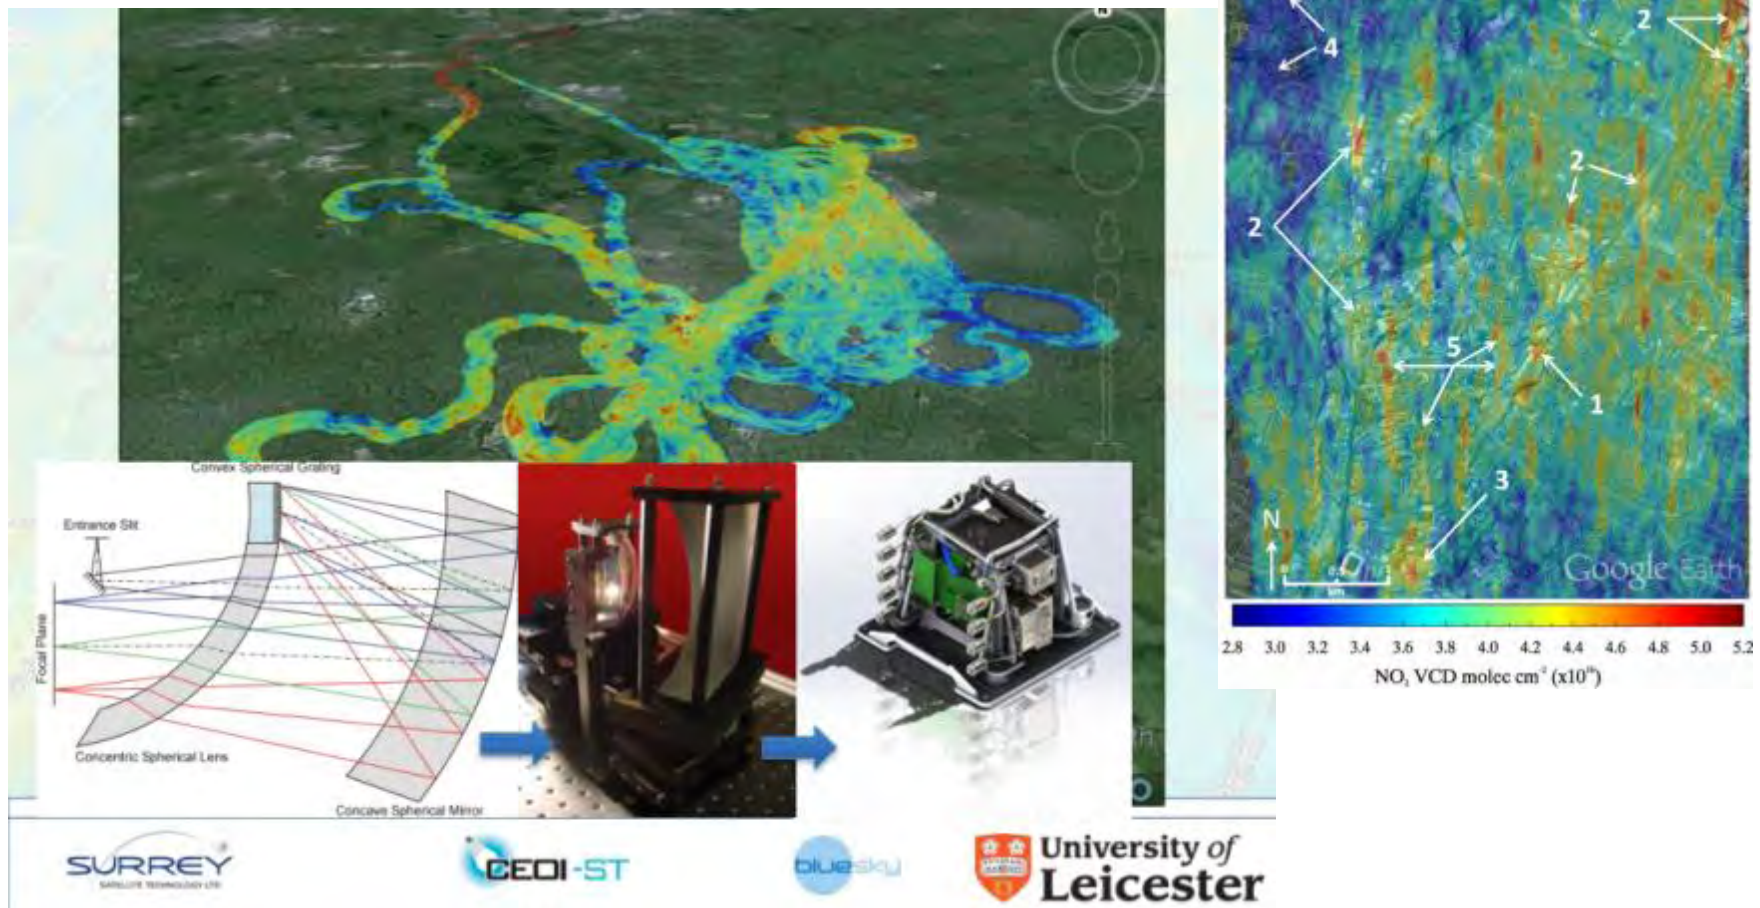 N
4
2
2
2
5
1
3
N
km
Google Earth
2.8 3.0 3.2 3.4 3.6 3.8 4.0 4.2 4.4 4.6 4.8 5.0 5.2
NO₂ VCD molec cm⁻² (x10¹⁶)
Convex Spherical Grating
Entrance Slit
Focal Plane
Concentric Spherical Lens
Concave Spherical Mirror
SURREY
SATELLITE TECHNOLOGY LTD
CEOI-ST
bluesky
University of
Leicester